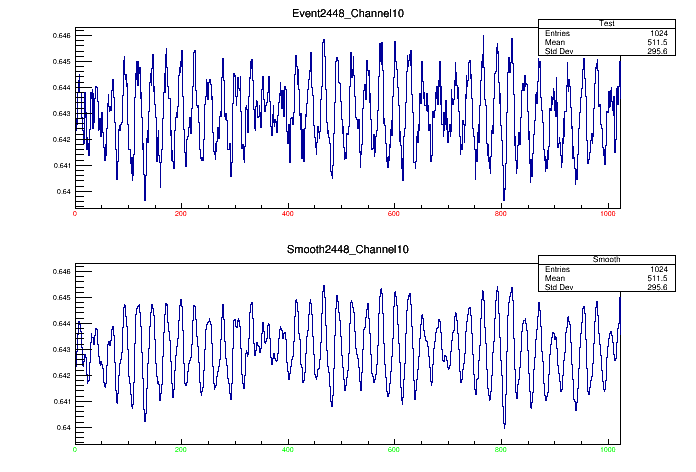 Event2448_Channel10
Test
Entries 1024
Mean 511.5
Std Dev 295.6
0.646
0.645
0.644
0.643
0.642
0.641
0.64
0 200 400 600 800 1000
Smooth2448_Channel10
Smooth
Entries 1024
Mean 511.5
Std Dev 295.6
0.646
0.645
0.644
0.643
0.642
0.641
0.64
0 200 400 600 800 1000